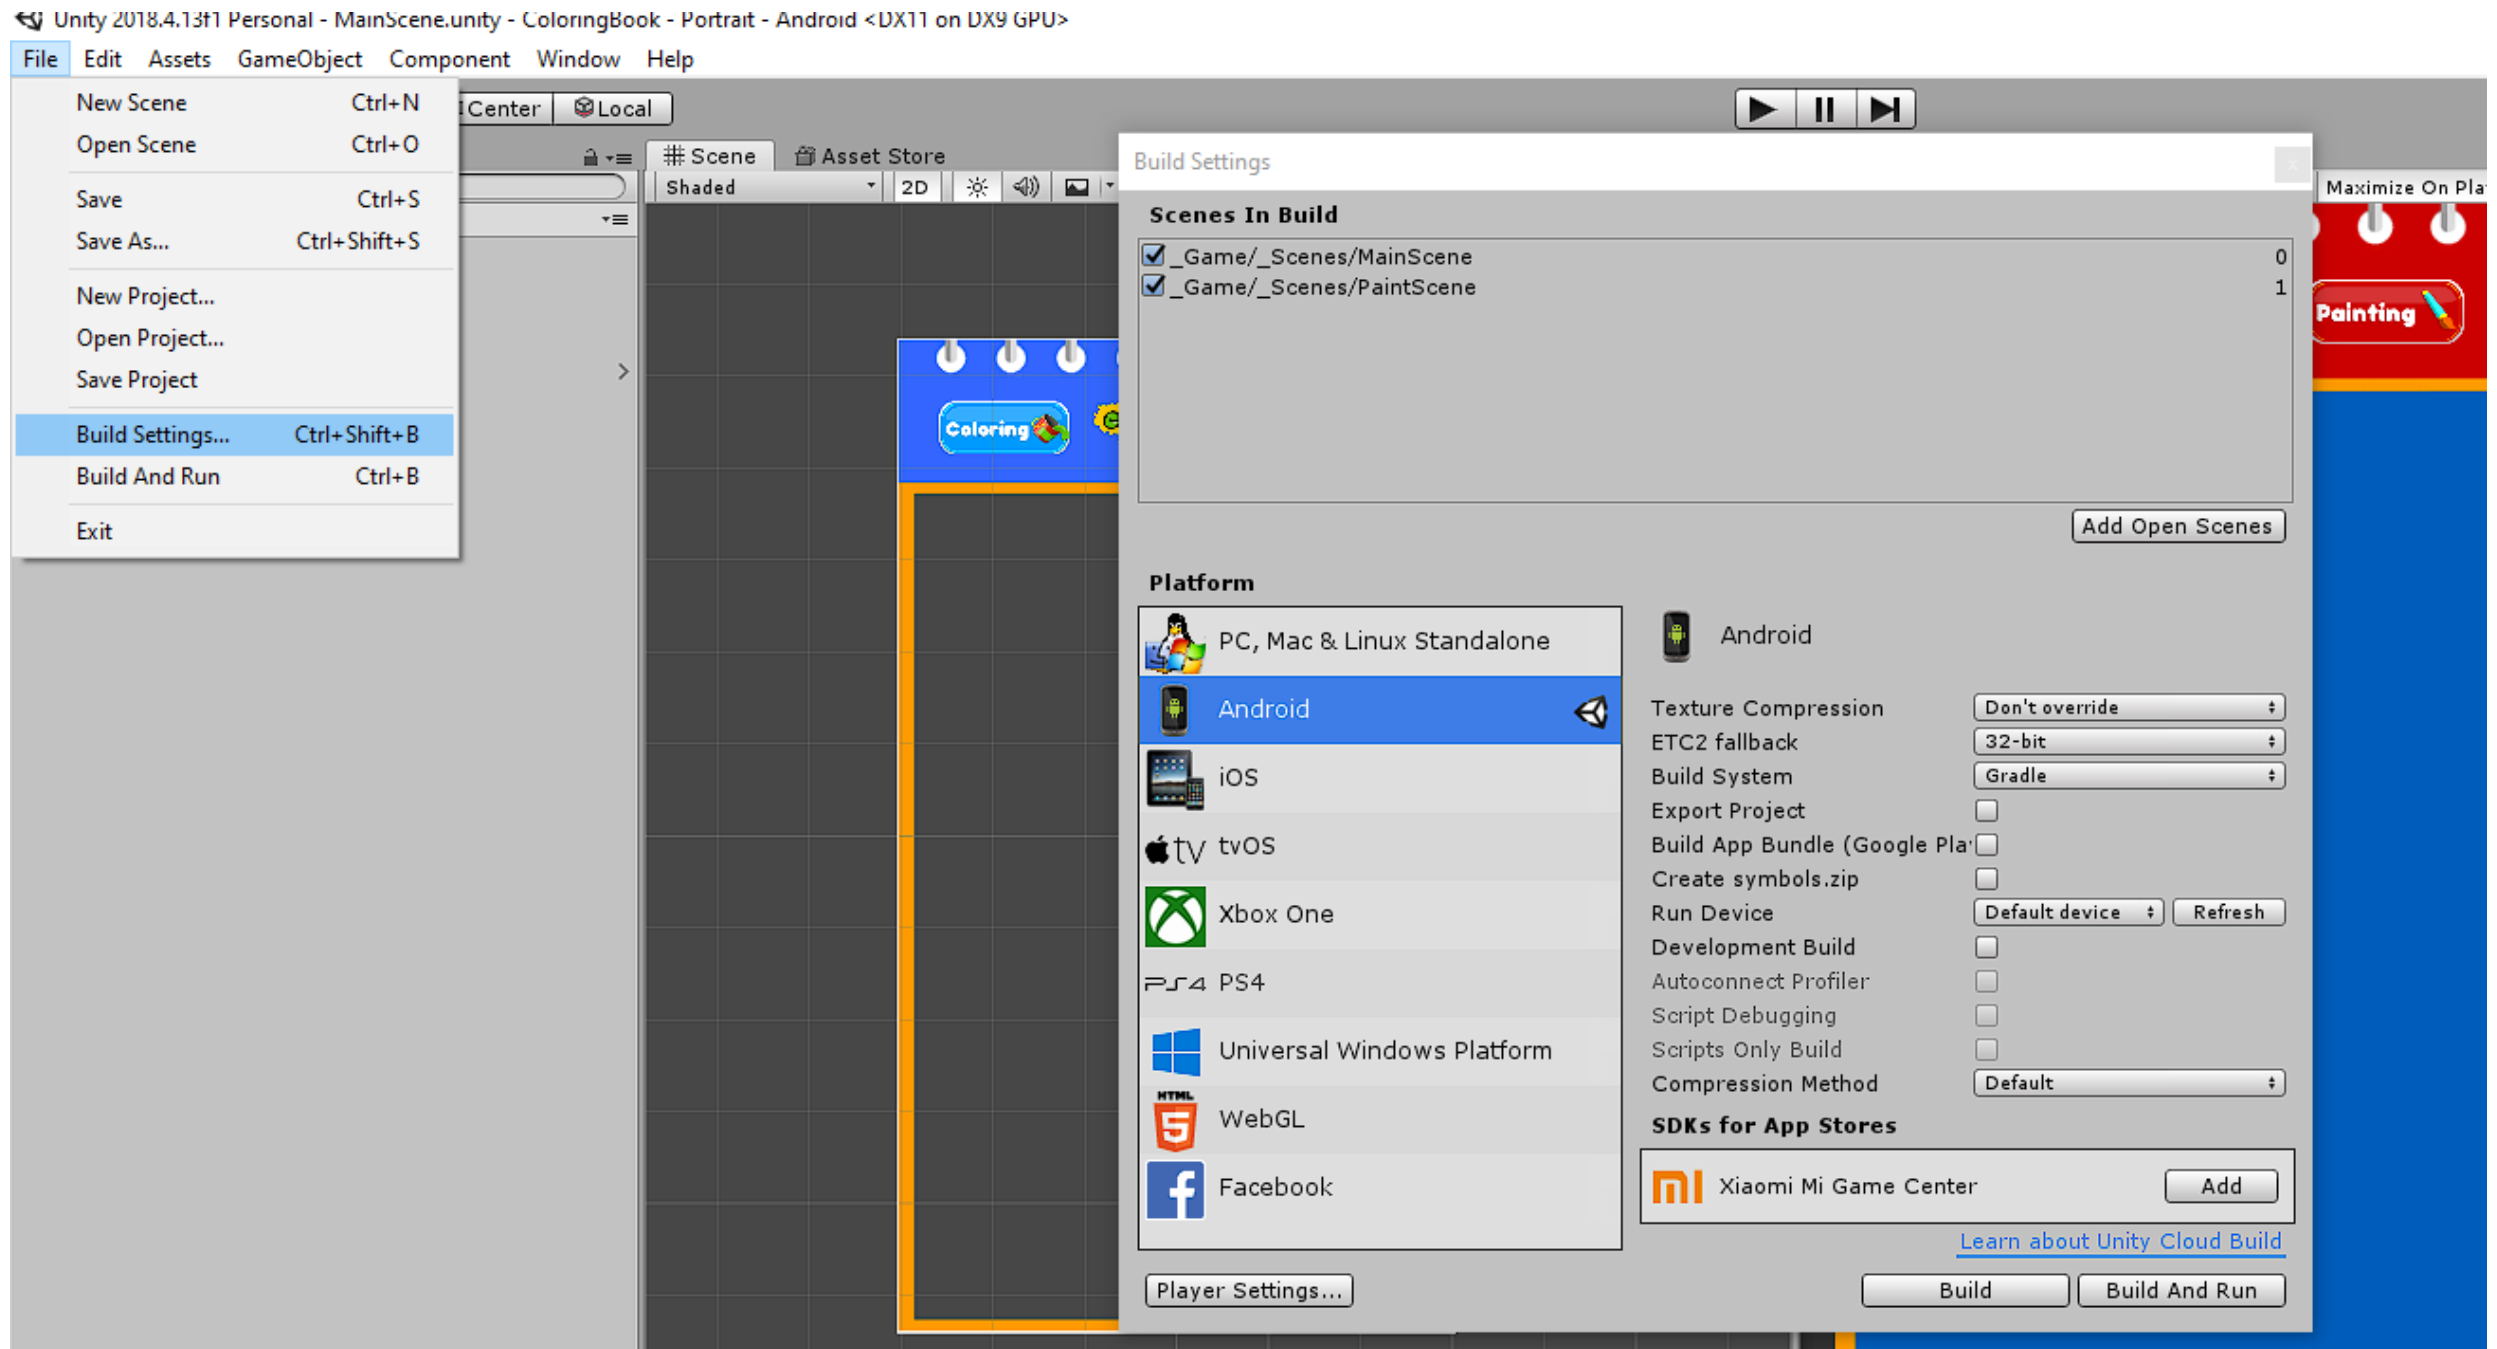 Unity 2018.4.13f1 Personal - MainScene.unity - ColoringBook - Portrait - Android <DX11 on DX9 GPU>
File Edit Assets GameObject Component Window Help
New Scene Ctrl+N
Open Scene Ctrl+O
Save Ctrl+S
Save As... Ctrl+Shift+S
New Project...
Open Project...
Save Project
Build Settings... Ctrl+Shift+B
Build And Run Ctrl+B
Exit
Center Local
Scene Asset Store
Shaded 2D
Maximize On Pla
Coloring
Painting
Build Settings
Scenes In Build
_Game/_Scenes/MainScene 0
_Game/_Scenes/PaintScene 1
Add Open Scenes
Platform
PC, Mac & Linux Standalone
Android
iOS
tv tvOS
Xbox One
PS4 PS4
Universal Windows Platform
HTML 5 WebGL
f Facebook
Player Settings...
Android
Texture Compression Don't override
ETC2 fallback 32-bit
Build System Gradle
Export Project
Build App Bundle (Google Pla
Create symbols.zip
Run Device Default device Refresh
Development Build
Autoconnect Profiler
Script Debugging
Scripts Only Build
Compression Method Default
SDKs for App Stores
MI Xiaomi Mi Game Center Add
Learn about Unity Cloud Build
Build Build And Run